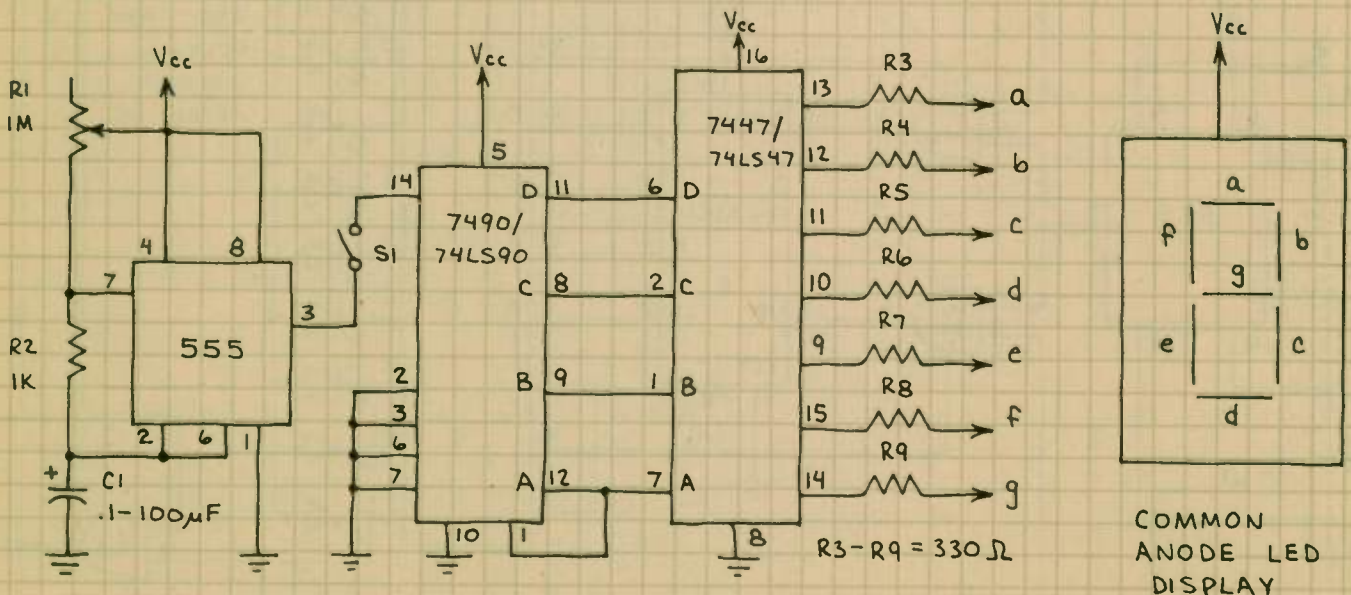 R1
1M
Vcc
4
8
7
555
3
R2
1K
2
6
1
+
C1
.1-100μF
S1
Vcc
5
14
7490/
74LS90
D
11
C
8
B
9
A
12
2
3
6
7
10
1
Vcc
16
7447/
74LS47
6
D
2
C
1
B
7
A
8
13
R3
a
12
R4
b
11
R5
c
10
R6
d
9
R7
e
15
R8
f
14
R9
g
R3-R9 = 330 Ω
Vcc
a
f
b
g
e
c
d
COMMON
ANODE LED
DISPLAY